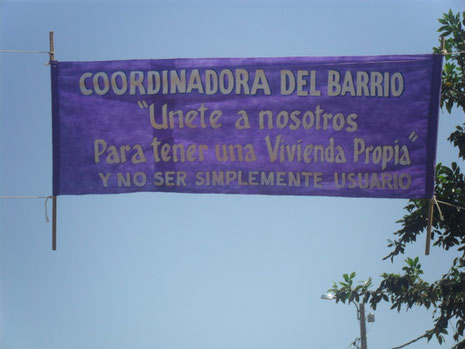 COORDINADORA DEL BARRIO
"Unete a nosotros
Para tener una Vivienda Propia"
Y NO SER SIMPLEMENTE USUARIO